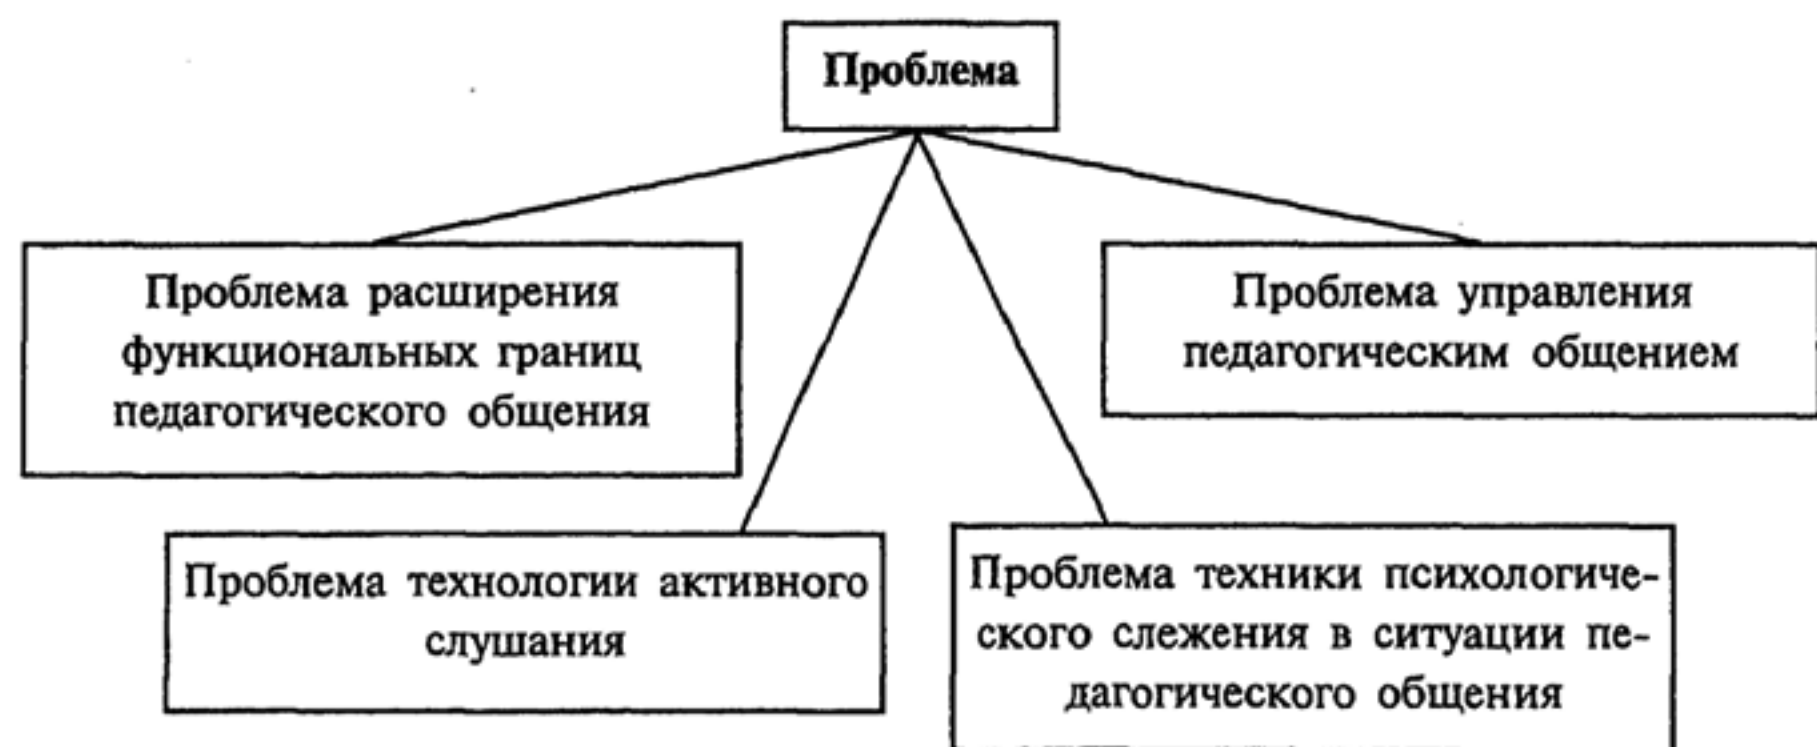 Проблема
Проблема расширения
функциональных границ
педагогического общения
Проблема управления
педагогическим общением
Проблема технологии активного
слушания
Проблема техники психологиче-
ского слежения в ситуации пе-
дагогического общения